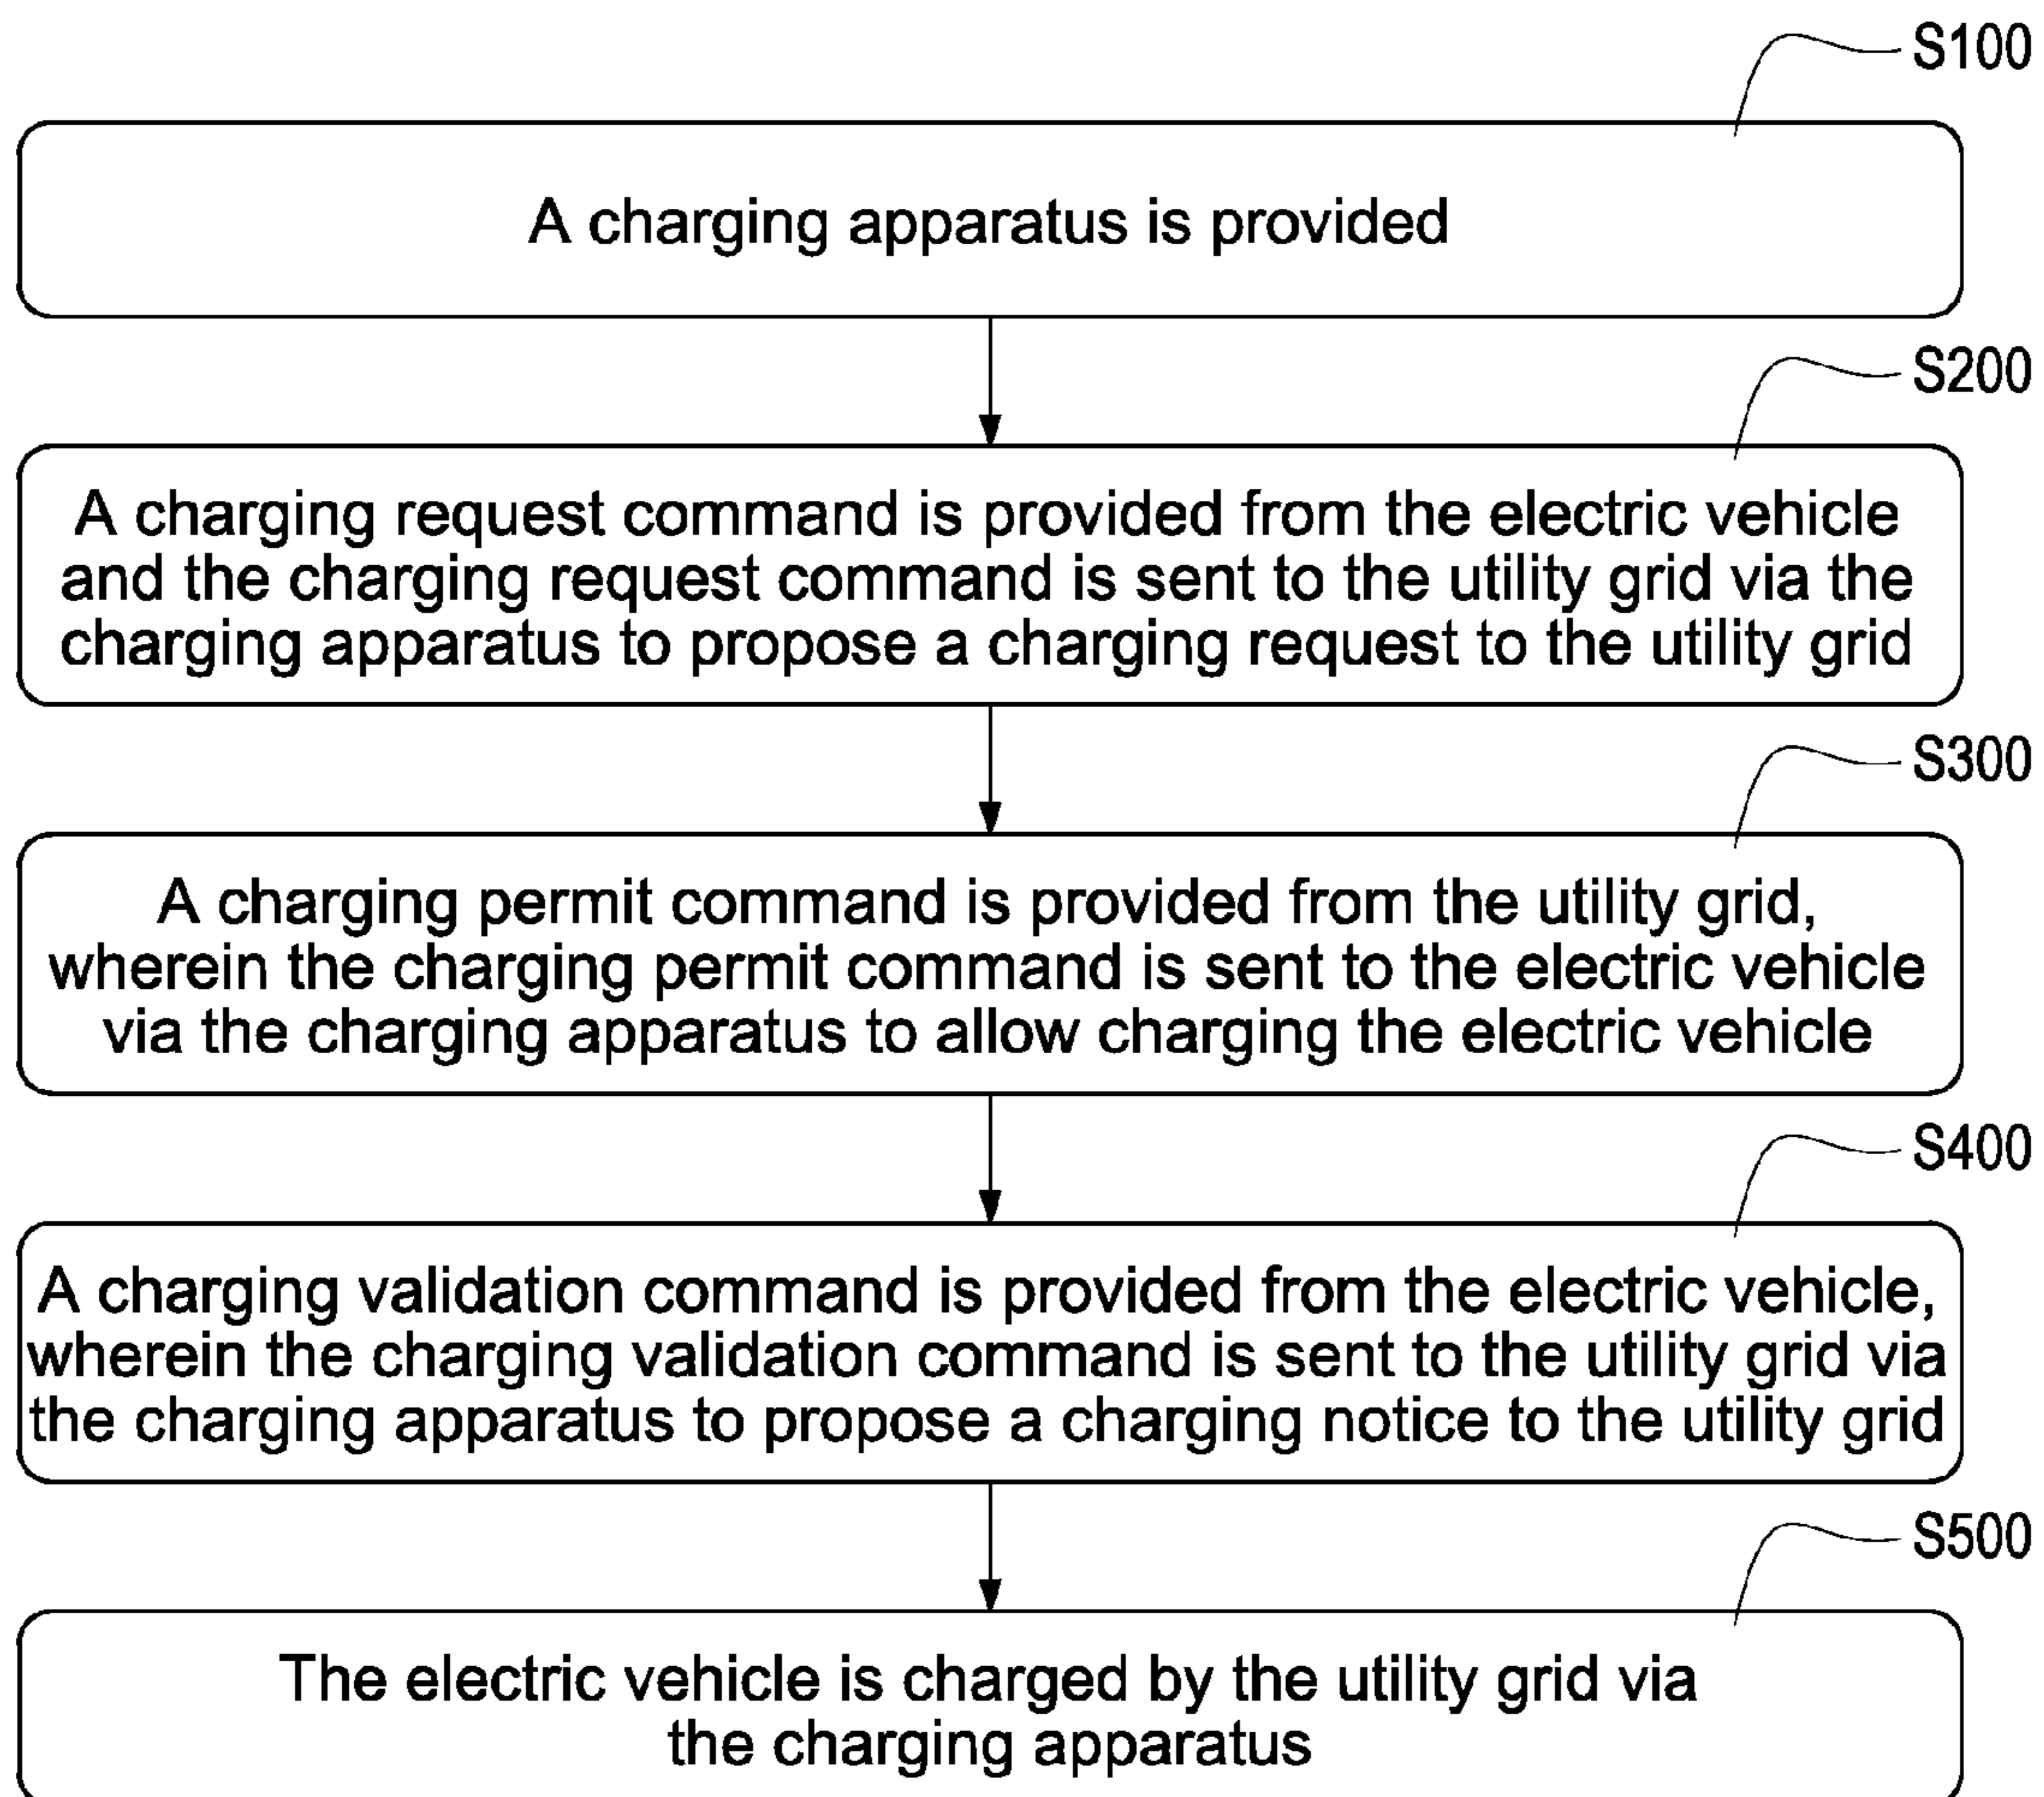 S100
A charging apparatus is provided
S200
A charging request command is provided from the electric vehicle
and the charging request command is sent to the utility grid via the
charging apparatus to propose a charging request to the utility grid
S300
A charging permit command is provided from the utility grid,
wherein the charging permit command is sent to the electric vehicle
via the charging apparatus to allow charging the electric vehicle
S400
A charging validation command is provided from the electric vehicle,
wherein the charging validation command is sent to the utility grid via
the charging apparatus to propose a charging notice to the utility grid
S500
The electric vehicle is charged by the utility grid via
the charging apparatus